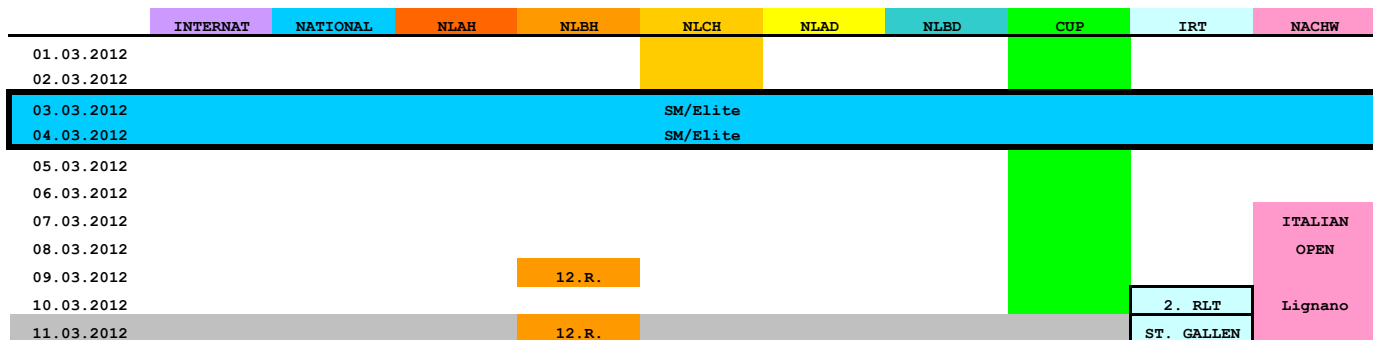 INTERNAT NATIONAL NLAH NLBH NLCH NLAD NLBD CUP IRT NACHW
01.03.2012
02.03.2012
03.03.2012 SM/Elite
04.03.2012 SM/Elite
05.03.2012
06.03.2012
07.03.2012 ITALIAN
08.03.2012 OPEN
09.03.2012 12.R.
10.03.2012 2. RLT Lignano
11.03.2012 12.R. ST. GALLEN